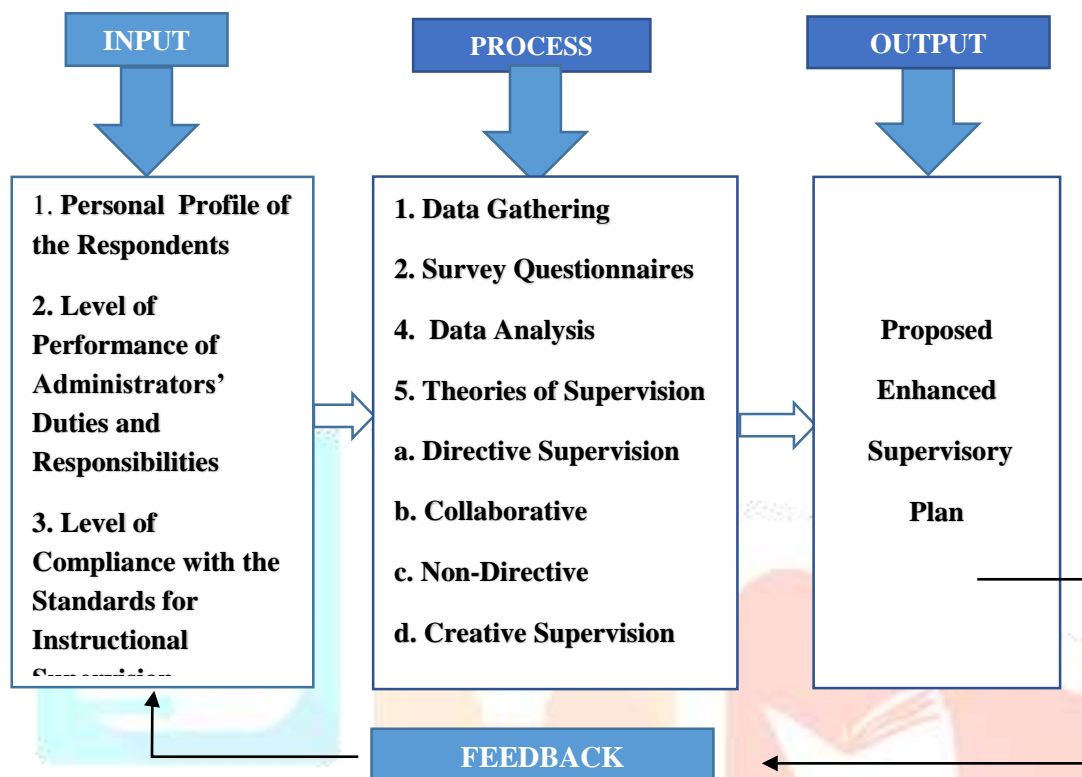 INPUT
PROCESS
OUTPUT
1. Personal Profile of
the Respondents
2. Level of
Performance of
Administrators’
Duties and
Responsibilities
3. Level of
Compliance with the
Standards for
Instructional
1. Data Gathering
2. Survey Questionnaires
4. Data Analysis
5. Theories of Supervision
a. Directive Supervision
b. Collaborative
c. Non-Directive
d. Creative Supervision
Proposed
Enhanced
Supervisory
Plan
FEEDBACK